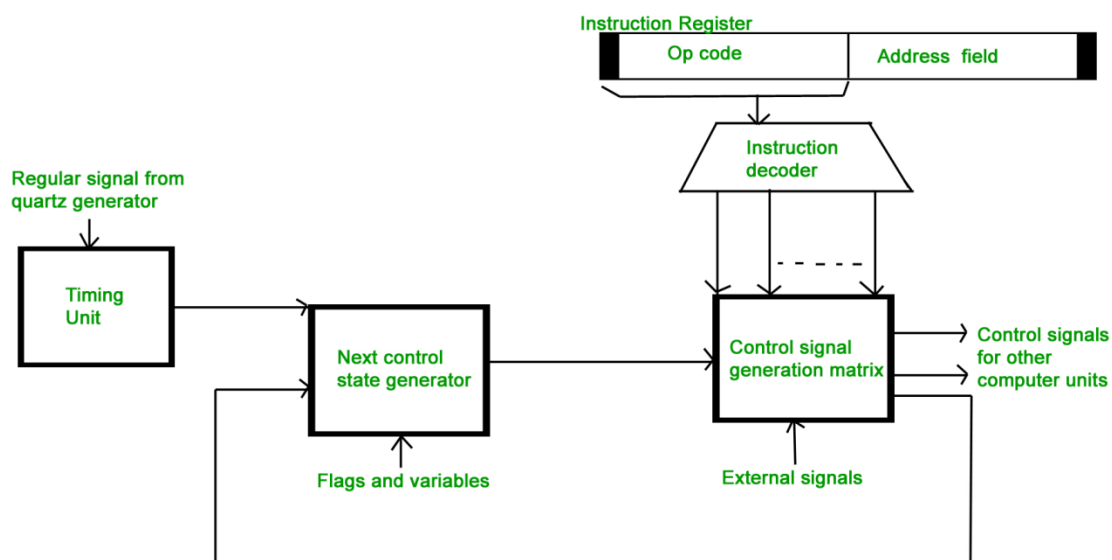 Instruction Register
Op code
Address field
Instruction
decoder
Regular signal from
quartz generator
Timing
Unit
Next control
state generator
Control signal
generation matrix
Control signals
for other
computer units
Flags and variables
External signals